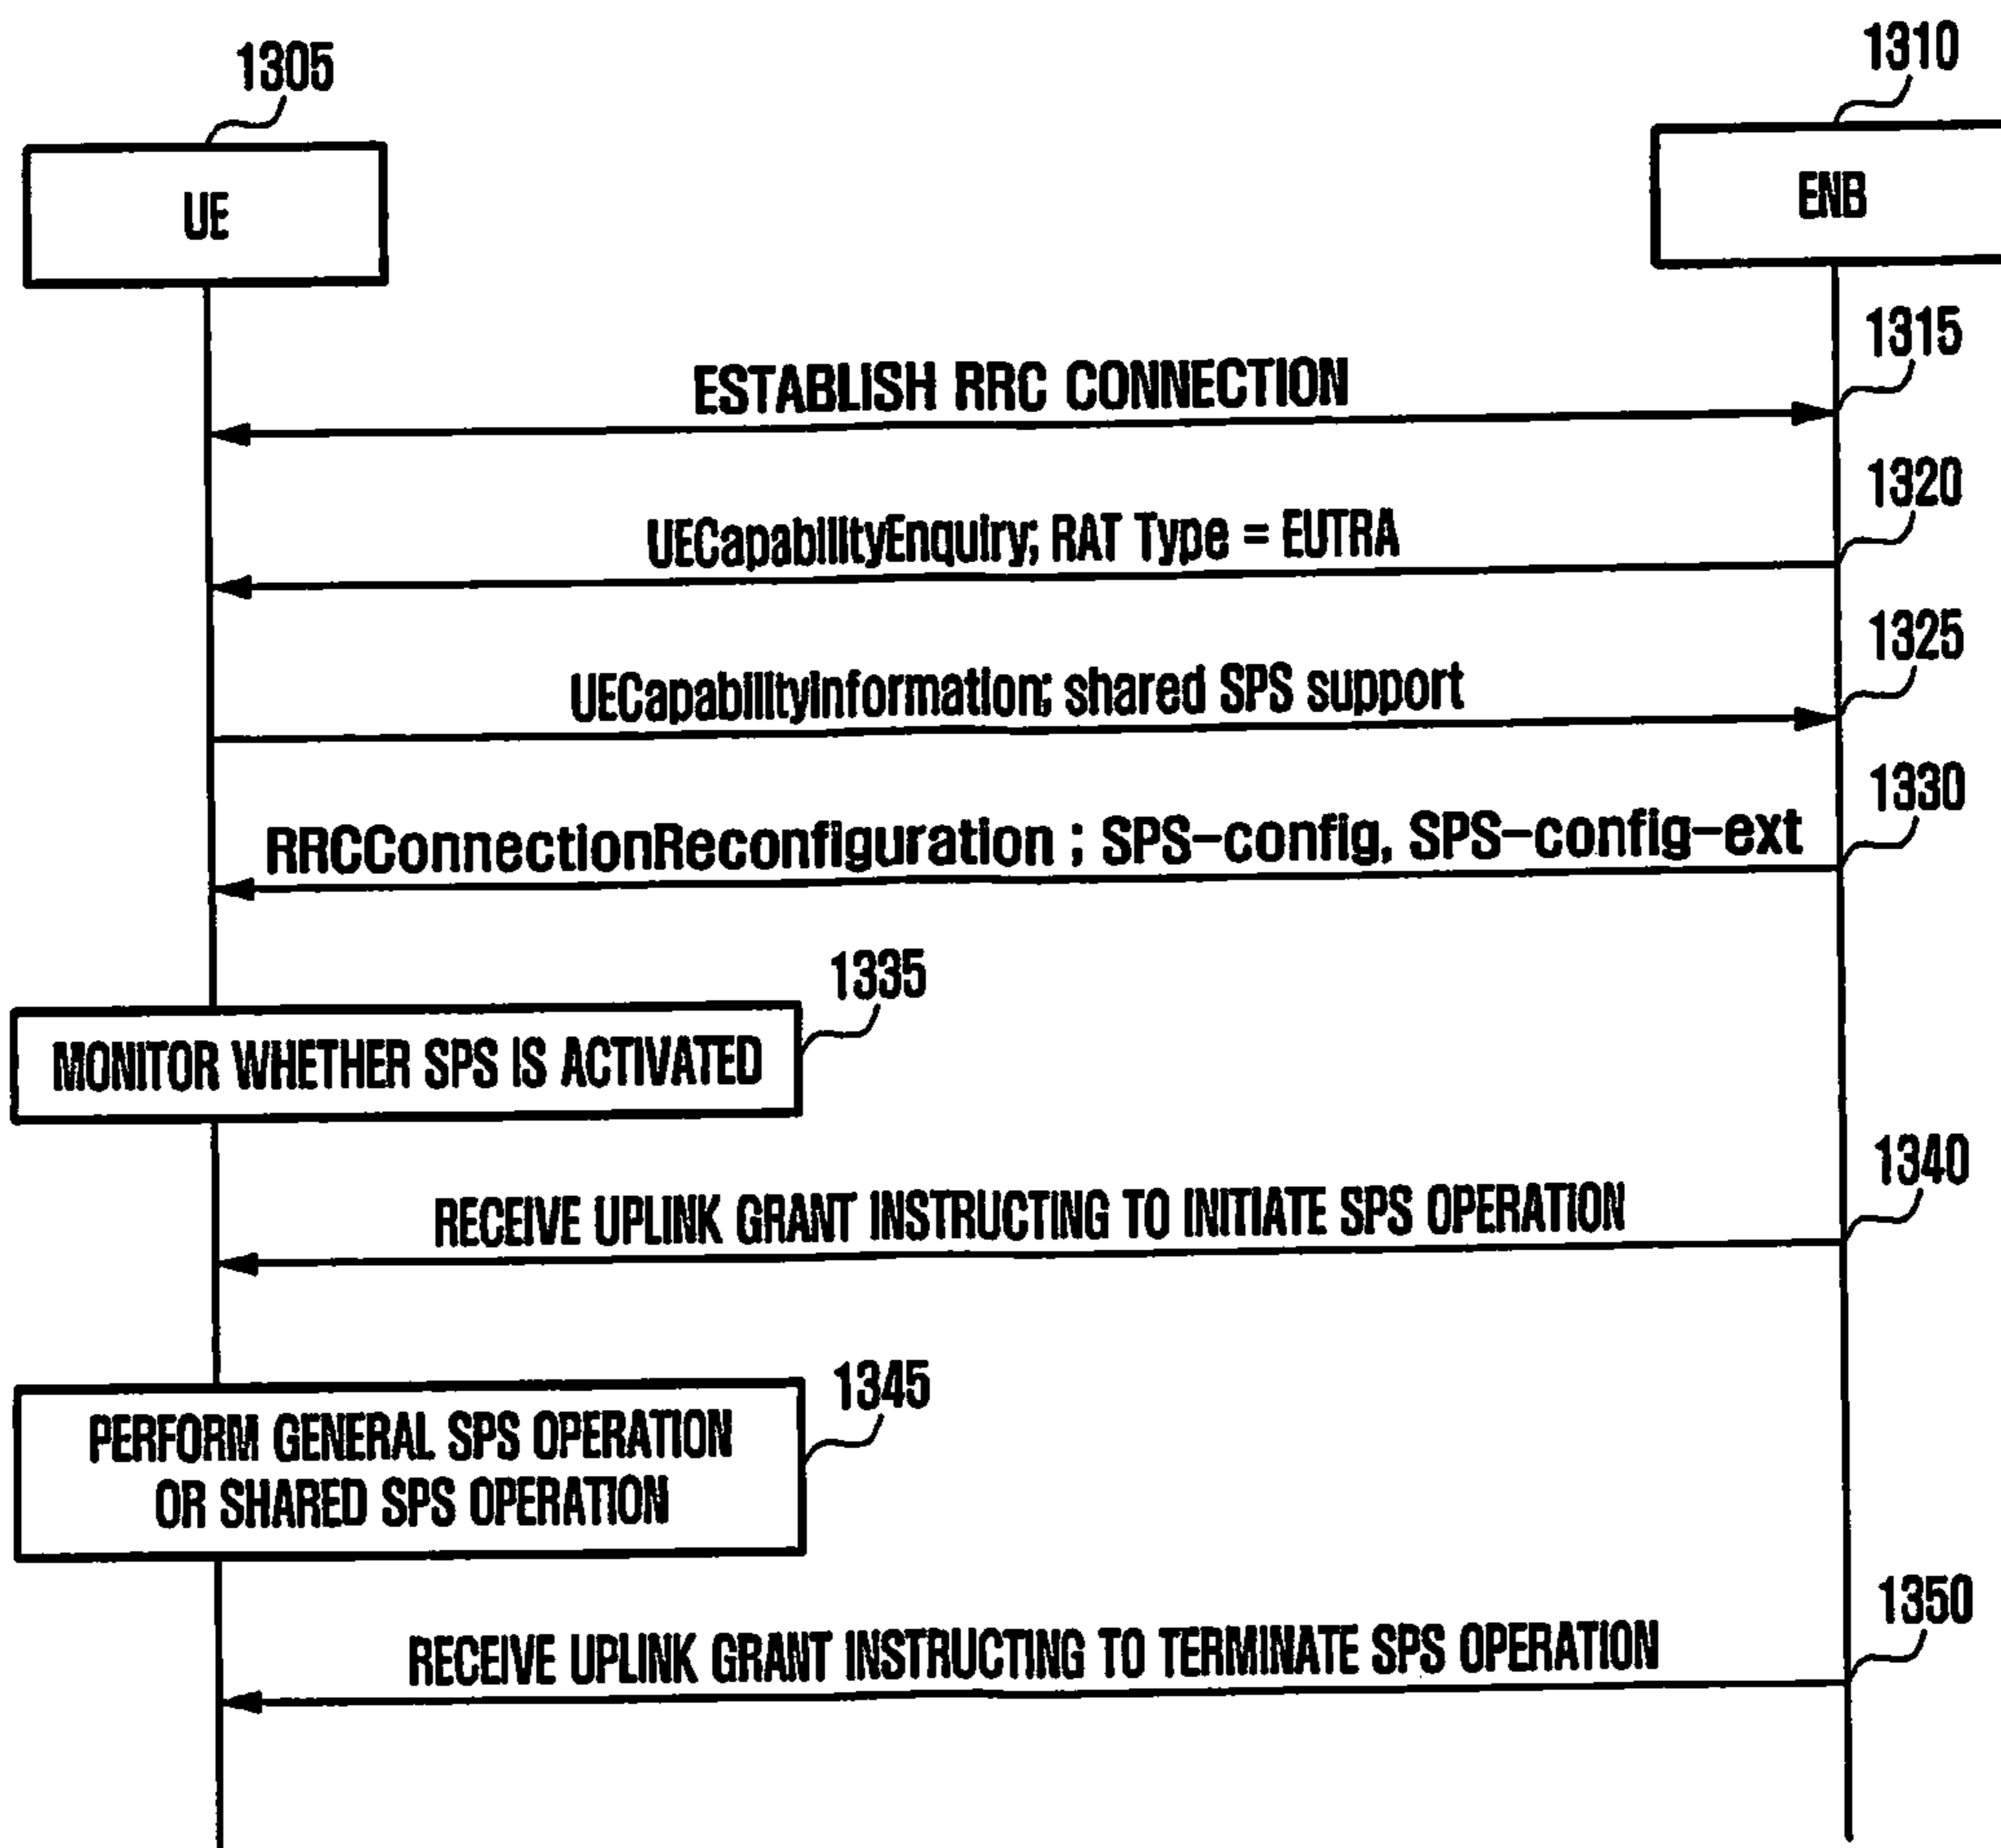 1305
1310
UE
ENB
1315
ESTABLISH RRC CONNECTION
1320
UECapabilityEnquiry; RAT Type = EUTRA
1325
UECapabilityInformation; shared SPS support
1330
RRCConnectionReconfiguration ; SPS-config, SPS-config-ext
1335
MONITOR WHETHER SPS IS ACTIVATED
1340
RECEIVE UPLINK GRANT INSTRUCTING TO INITIATE SPS OPERATION
1345
PERFORM GENERAL SPS OPERATION
OR SHARED SPS OPERATION
1350
RECEIVE UPLINK GRANT INSTRUCTING TO TERMINATE SPS OPERATION